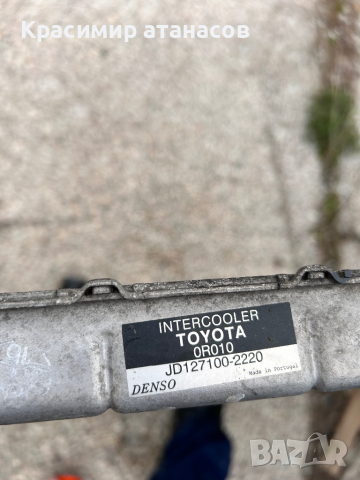 Красимир атанасов
INTERCOOLER
TOYOTA
0R010
JD127100-2220
DENSO Made in Portugal
BAZAR